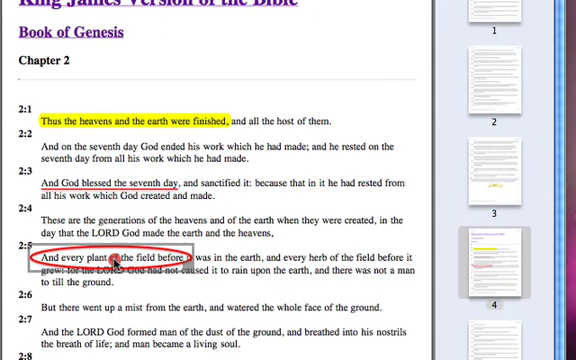 King James Version of the Bible
Book of Genesis
Chapter 2
2:1
Thus the heavens and the earth were finished, and all the host of them.
2:2
And on the seventh day God ended his work which he had made; and he rested on the
seventh day from all his work which he had made.
2:3
And God blessed the seventh day, and sanctified it: because that in it he had rested from
all his work which God created and made.
2:4
These are the generations of the heavens and of the earth when they were created, in the
day that the LORD God made the earth and the heavens,
2:5
And every plant of the field before it was in the earth, and every herb of the field before it
grew: for the LORD God had not caused it to rain upon the earth, and there was not a man
to till the ground.
2:6
But there went up a mist from the earth, and watered the whole face of the ground.
2:7
And the LORD God formed man of the dust of the ground, and breathed into his nostrils
the breath of life; and man became a living soul.
2:8
1
2
3
4